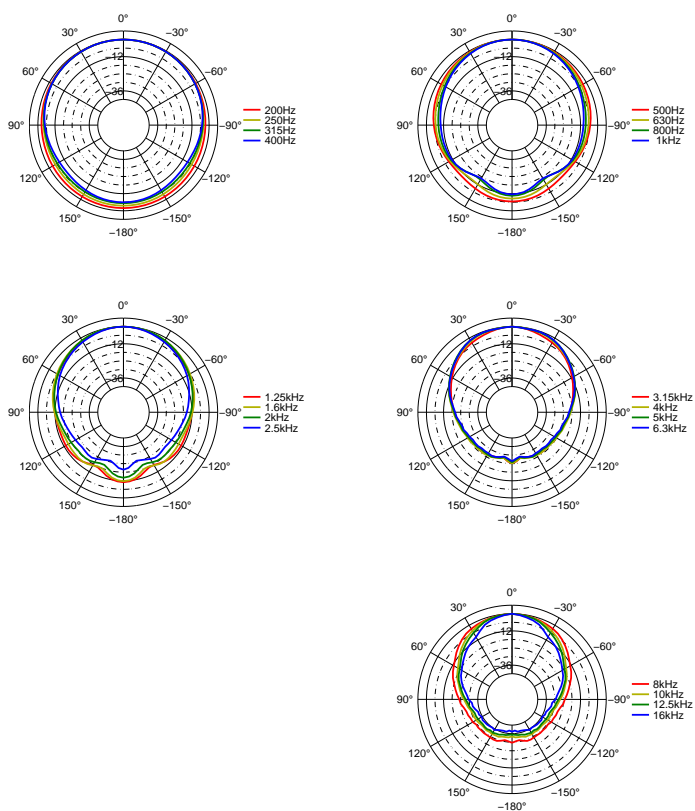 0°
30° −30°
60° −60°
90° −90°
120° −120°
150° −150°
−180°
−12
−36
200Hz
250Hz
315Hz
400Hz
0°
30° −30°
60° −60°
90° −90°
120° −120°
150° −150°
−180°
−12
−36
500Hz
630Hz
800Hz
1kHz
0°
30° −30°
60° −60°
90° −90°
120° −120°
150° −150°
−180°
−12
−36
1.25kHz
1.6kHz
2kHz
2.5kHz
0°
30° −30°
60° −60°
90° −90°
120° −120°
150° −150°
−180°
−12
−36
3.15kHz
4kHz
5kHz
6.3kHz
0°
30° −30°
60° −60°
90° −90°
120° −120°
150° −150°
−180°
−12
−36
8kHz
10kHz
12.5kHz
16kHz